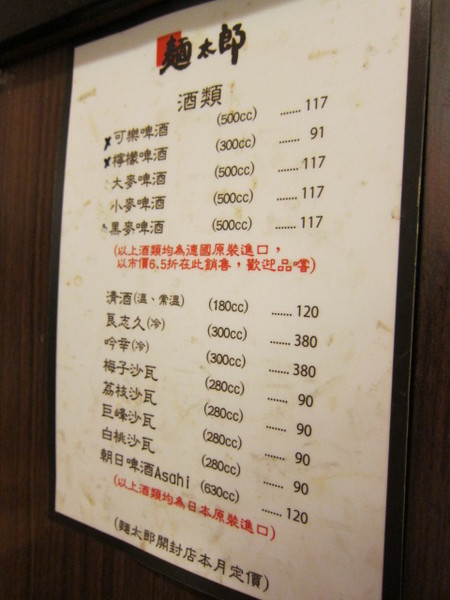 麵太郎
酒類
✗可樂啤酒 (500cc) ....... 117
✗檸檬啤酒 (300cc) ....... 91
大麥啤酒 (500cc) ....... 117
小麥啤酒 (500cc) ....... 117
黑麥啤酒 (500cc) ....... 117
(以上酒類均為德國原裝進口，
以市價6.5折在此銷售，歡迎品嚐)
清酒(溫、常溫) (180cc) ....... 120
良志久(冷) (300cc) ....... 380
吟幸(冷) (300cc) ....... 380
梅子沙瓦 (280cc) ....... 90
荔枝沙瓦 (280cc) ....... 90
巨峰沙瓦 (280cc) ....... 90
白桃沙瓦 (280cc) ....... 90
朝日啤酒Asahi (630cc) ....... 120
(以上酒類均為日本原裝進口)
(麵太郎開封店本月定價)